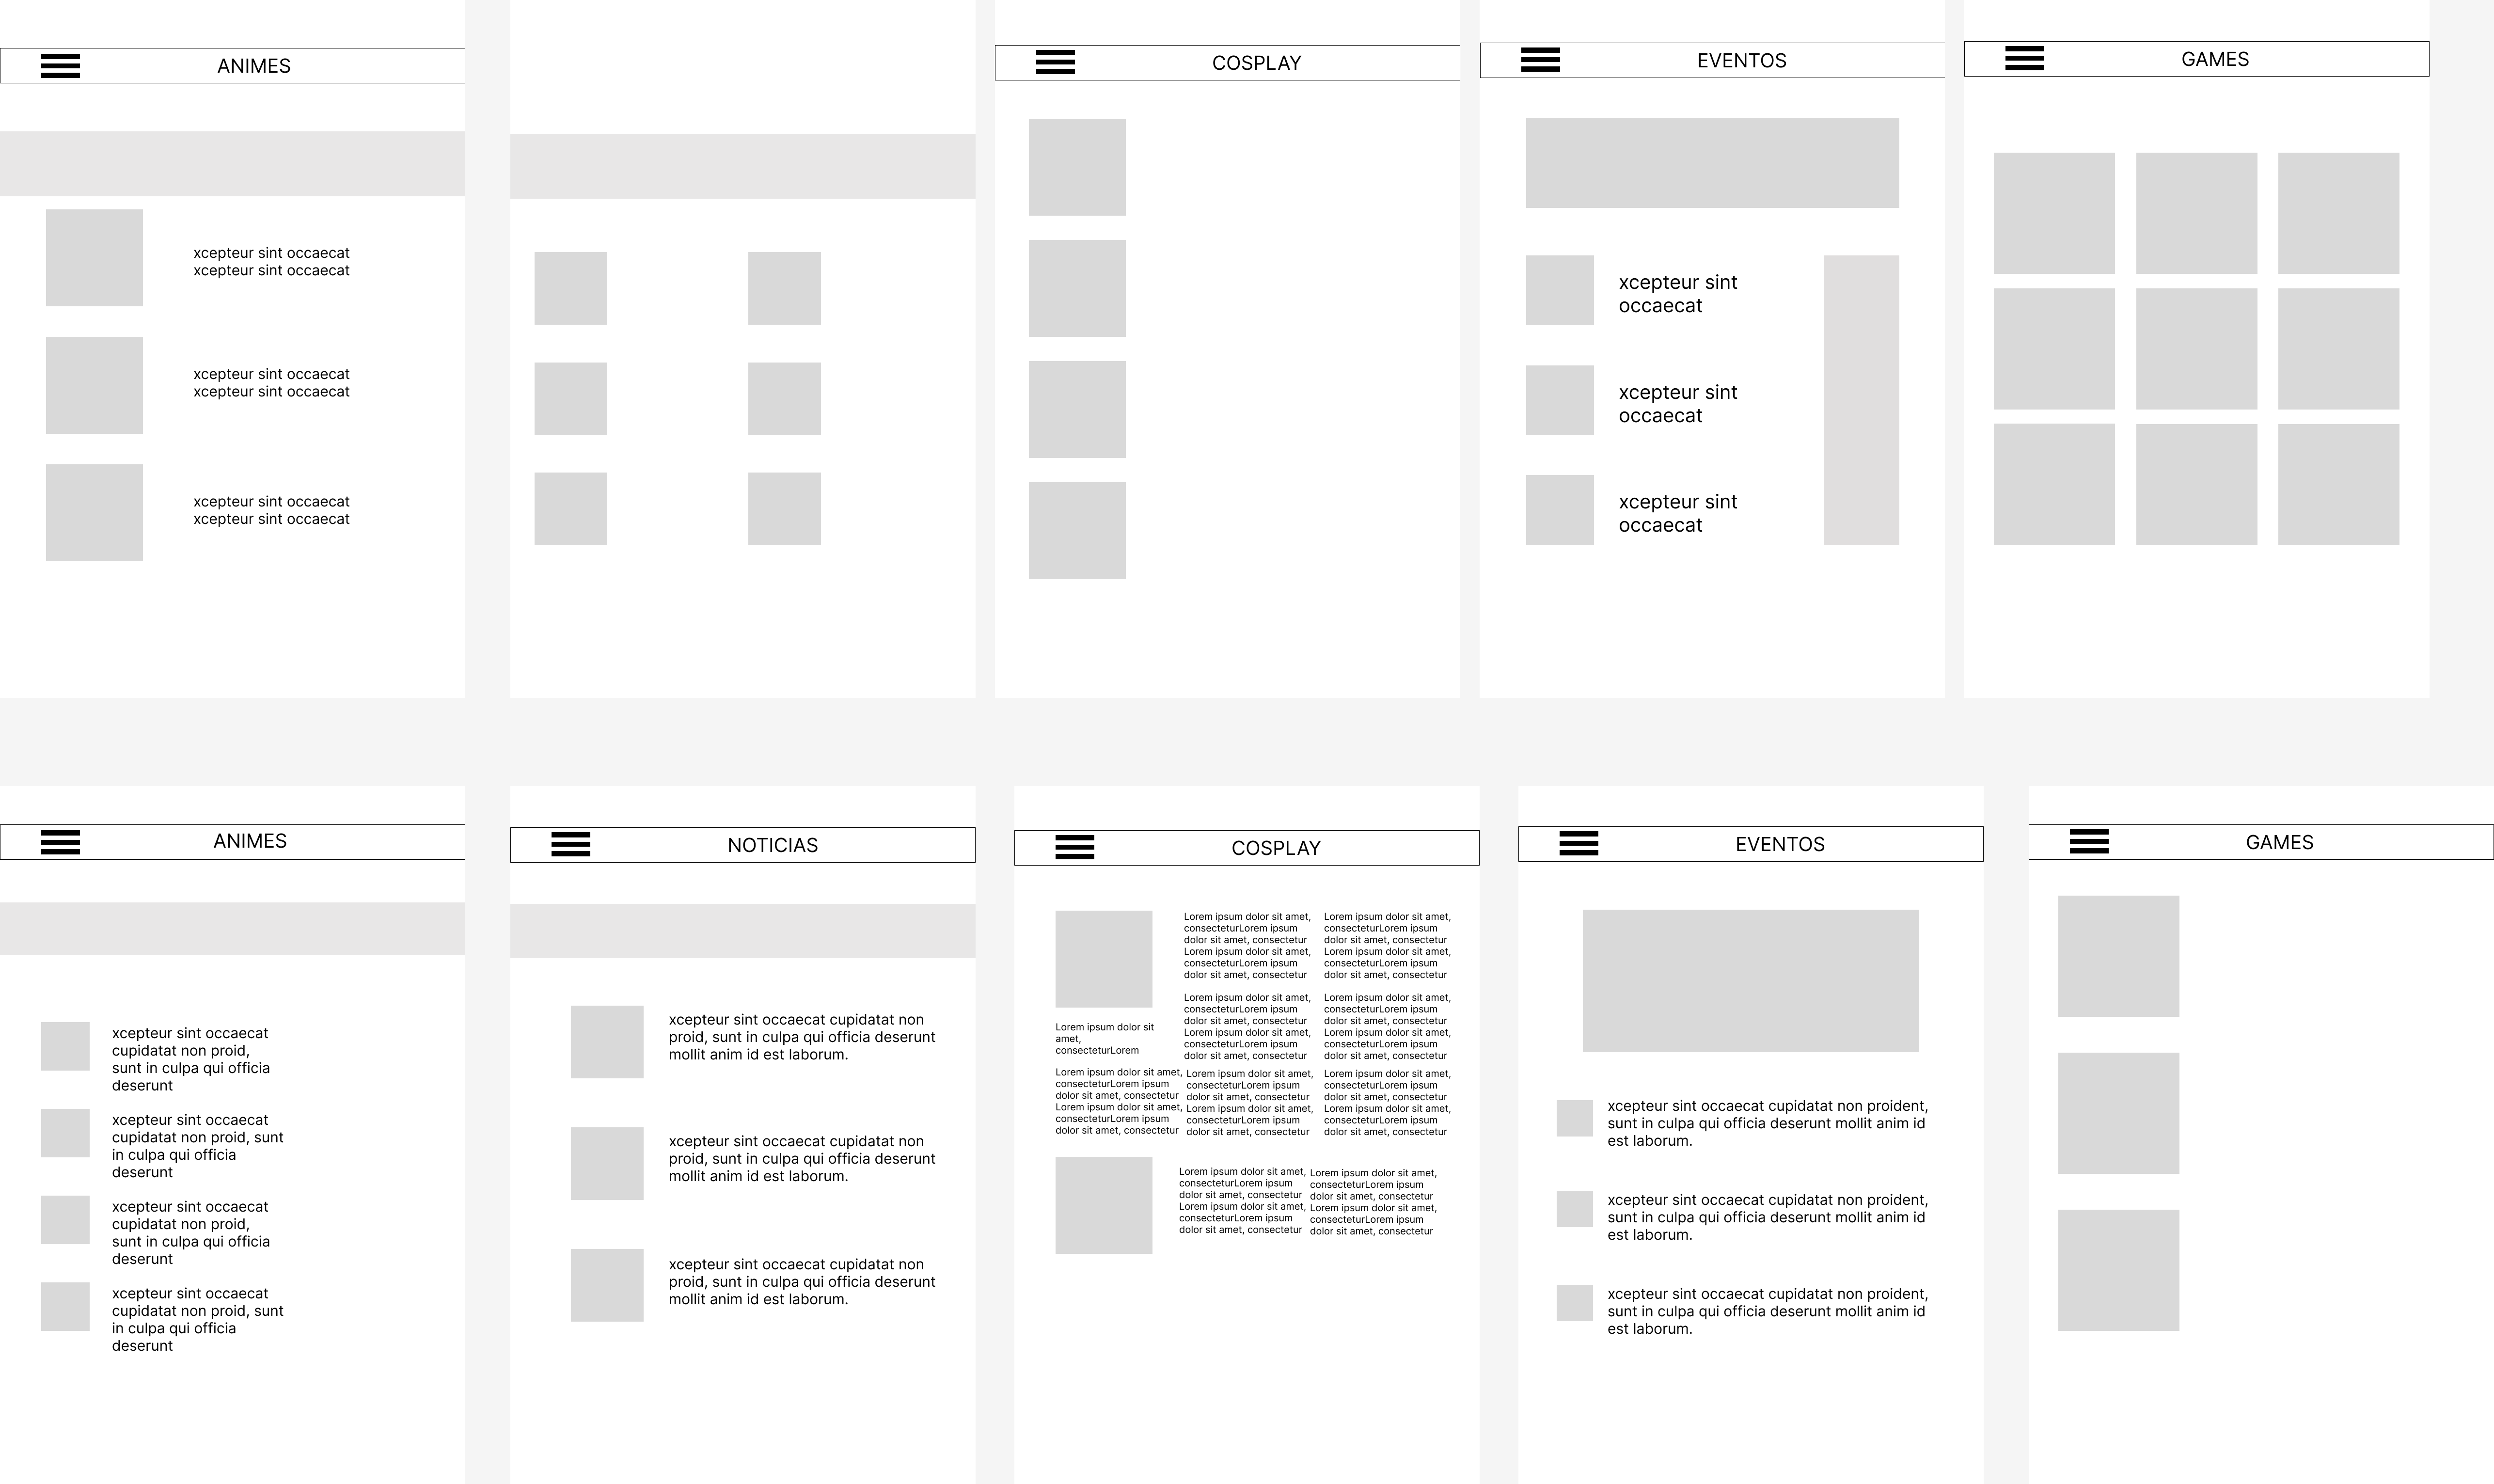 ANIMES
xcepteur sint occaecat
xcepteur sint occaecat
xcepteur sint occaecat
xcepteur sint occaecat
xcepteur sint occaecat
xcepteur sint occaecat
COSPLAY
EVENTOS
xcepteur sint
occaecat
xcepteur sint
occaecat
xcepteur sint
occaecat
GAMES
ANIMES
xcepteur sint occaecat
cupidatat non proid,
sunt in culpa qui officia
deserunt
xcepteur sint occaecat
cupidatat non proid, sunt
in culpa qui officia
deserunt
xcepteur sint occaecat
cupidatat non proid,
sunt in culpa qui officia
deserunt
xcepteur sint occaecat
cupidatat non proid, sunt
in culpa qui officia
deserunt
NOTICIAS
xcepteur sint occaecat cupidatat non
proid, sunt in culpa qui officia deserunt
mollit anim id est laborum.
xcepteur sint occaecat cupidatat non
proid, sunt in culpa qui officia deserunt
mollit anim id est laborum.
xcepteur sint occaecat cupidatat non
proid, sunt in culpa qui officia deserunt
mollit anim id est laborum.
COSPLAY
Lorem ipsum dolor sit amet,
consecteturLorem ipsum
dolor sit amet, consectetur
Lorem ipsum dolor sit amet,
consecteturLorem ipsum
dolor sit amet, consectetur
Lorem ipsum dolor sit amet,
consecteturLorem ipsum
dolor sit amet, consectetur
Lorem ipsum dolor sit amet,
consecteturLorem ipsum
dolor sit amet, consectetur
Lorem ipsum dolor sit
amet,
consecteturLorem
Lorem ipsum dolor sit amet,
consecteturLorem ipsum
dolor sit amet, consectetur
Lorem ipsum dolor sit amet,
consecteturLorem ipsum
dolor sit amet, consectetur
Lorem ipsum dolor sit amet,
consecteturLorem ipsum
dolor sit amet, consectetur
Lorem ipsum dolor sit amet,
consecteturLorem ipsum
dolor sit amet, consectetur
Lorem ipsum dolor sit amet,
consecteturLorem ipsum
dolor sit amet, consectetur
Lorem ipsum dolor sit amet,
consecteturLorem ipsum
dolor sit amet, consectetur
Lorem ipsum dolor sit amet,
consecteturLorem ipsum
dolor sit amet, consectetur
Lorem ipsum dolor sit amet,
consecteturLorem ipsum
dolor sit amet, consectetur
Lorem ipsum dolor sit amet,
consecteturLorem ipsum
dolor sit amet, consectetur
Lorem ipsum dolor sit amet,
consecteturLorem ipsum
dolor sit amet, consectetur
Lorem ipsum dolor sit amet,
consecteturLorem ipsum
dolor sit amet, consectetur
Lorem ipsum dolor sit amet,
consecteturLorem ipsum
dolor sit amet, consectetur
Lorem ipsum dolor sit amet,
consecteturLorem ipsum
dolor sit amet, consectetur
Lorem ipsum dolor sit amet,
consecteturLorem ipsum
dolor sit amet, consectetur
EVENTOS
xcepteur sint occaecat cupidatat non proident,
sunt in culpa qui officia deserunt mollit anim id
est laborum.
xcepteur sint occaecat cupidatat non proident,
sunt in culpa qui officia deserunt mollit anim id
est laborum.
xcepteur sint occaecat cupidatat non proident,
sunt in culpa qui officia deserunt mollit anim id
est laborum.
GAMES